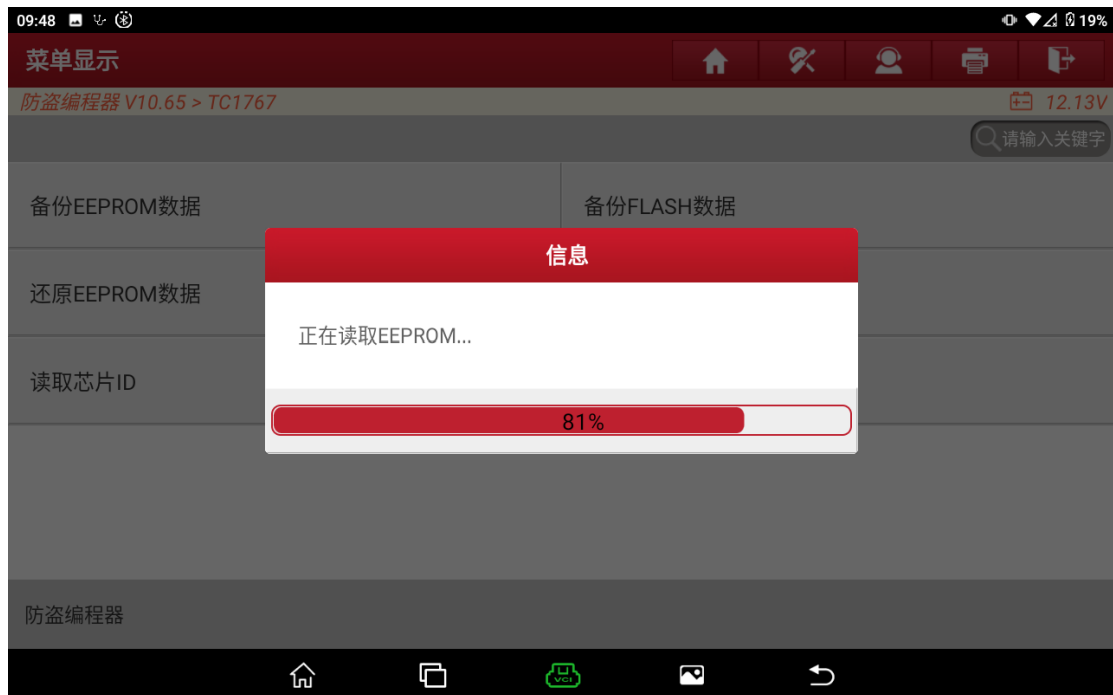 09:48
19%
菜单显示
防盗编程器 V10.65 > TC1767
12.13V
请输入关键字
备份EEPROM数据
备份FLASH数据
信息
还原EEPROM数据
正在读取EEPROM...
读取芯片ID
81%
防盗编程器
VCI